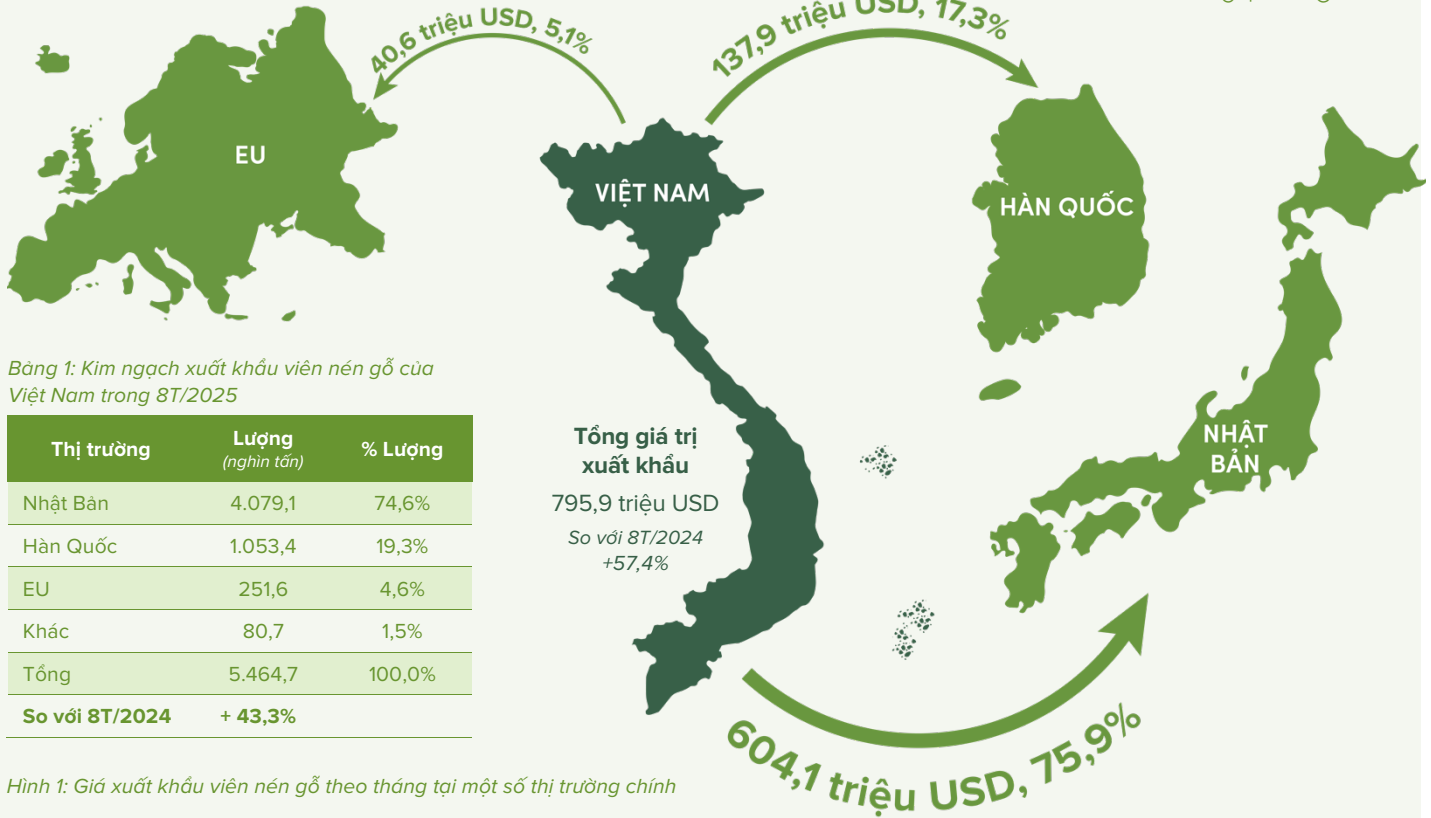 40,6 triệu USD, 5,1%
137,9 triệu USD, 17,3%
EU
VIỆT NAM
HÀN QUỐC
Bảng 1: Kim ngạch xuất khẩu viên nén gỗ của
Việt Nam trong 8T/2025
Thị trường Lượng (nghìn tấn) % Lượng
Nhật Bản 4.079,1 74,6%
Hàn Quốc 1.053,4 19,3%
EU 251,6 4,6%
Khác 80,7 1,5%
Tổng 5.464,7 100,0%
So với 8T/2024 + 43,3%
Tổng giá trị
xuất khẩu
795,9 triệu USD
So với 8T/2024
+57,4%
NHẬT
BẢN
604,1 triệu USD, 75,9%
Hình 1: Giá xuất khẩu viên nén gỗ theo tháng tại một số thị trường chính